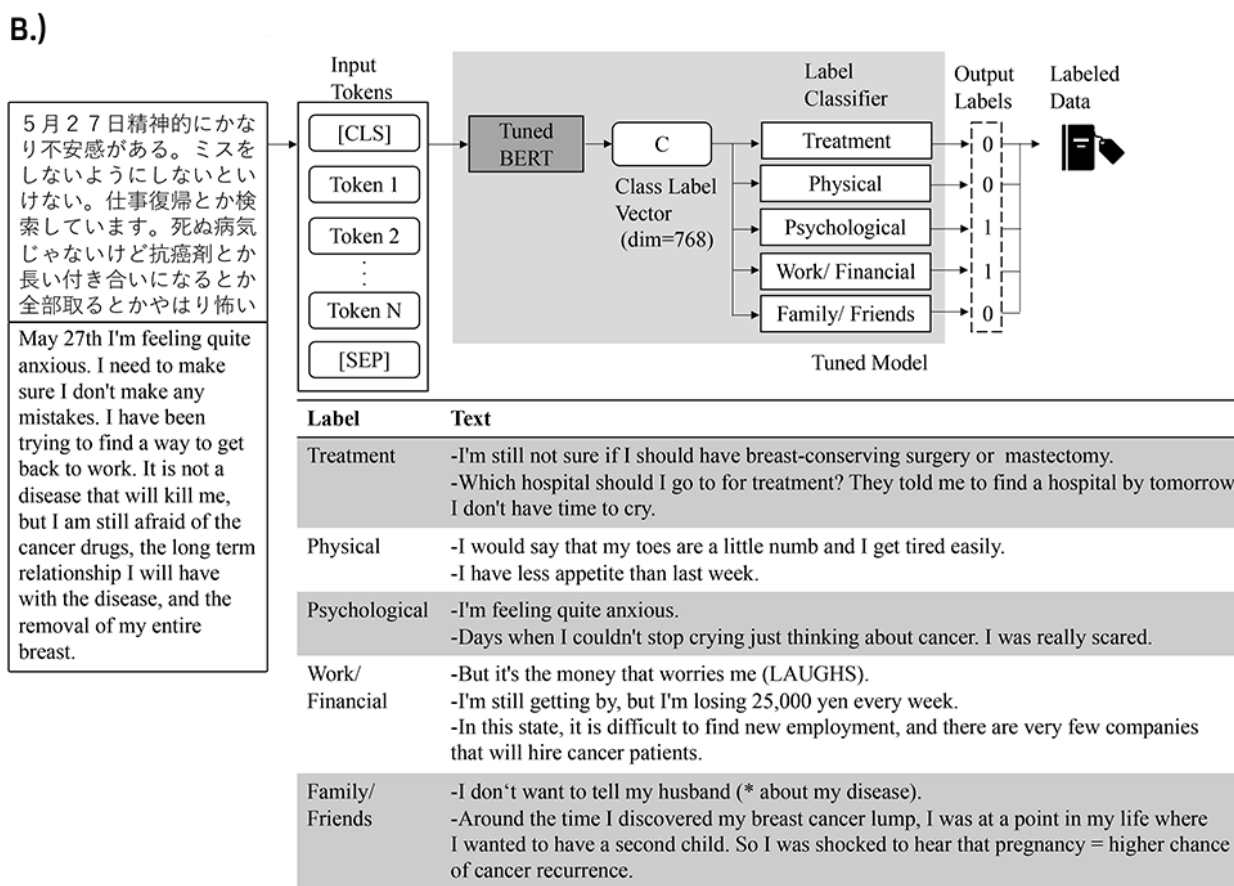 B.)
５月２７日精神的にかな
り不安感がある。ミスを
しないようにしないとい
けない。仕事復帰とか検
索しています。死ぬ病気
じゃないけど抗癌剤とか
長い付き合いになるとか
全部取るとかやはり怖い
May 27th I'm feeling quite
anxious. I need to make
sure I don't make any
mistakes. I have been
trying to find a way to get
back to work. It is not a
disease that will kill me,
but I am still afraid of the
cancer drugs, the long term
relationship I will have
with the disease, and the
removal of my entire
breast.
Input
Tokens
[CLS]
Token 1
Token 2
⋮
Token N
[SEP]
Tuned
BERT
C
Class Label
Vector
(dim=768)
Label
Classifier
Treatment
Physical
Psychological
Work/ Financial
Family/ Friends
Tuned Model
Output
Labels
0
0
1
1
0
Labeled
Data
Label Text
Treatment -I'm still not sure if I should have breast-conserving surgery or mastectomy.
-Which hospital should I go to for treatment? They told me to find a hospital by tomorrow
I don't have time to cry.
Physical -I would say that my toes are a little numb and I get tired easily.
-I have less appetite than last week.
Psychological -I'm feeling quite anxious.
-Days when I couldn't stop crying just thinking about cancer. I was really scared.
Work/ -But it's the money that worries me (LAUGHS).
Financial -I'm still getting by, but I'm losing 25,000 yen every week.
-In this state, it is difficult to find new employment, and there are very few companies
that will hire cancer patients.
Family/ -I don‘t want to tell my husband (* about my disease).
Friends -Around the time I discovered my breast cancer lump, I was at a point in my life where
I wanted to have a second child. So I was shocked to hear that pregnancy = higher chance
of cancer recurrence.